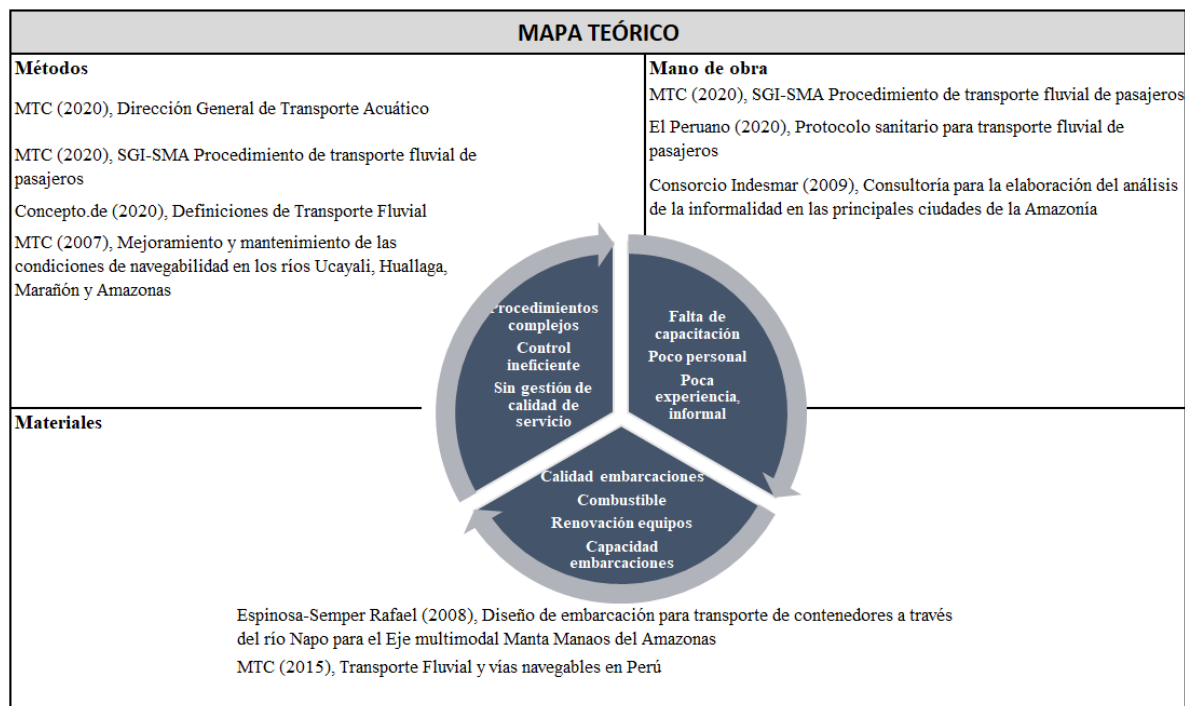 MAPA TEÓRICO
Métodos
MTC (2020), Dirección General de Transporte Acuático
MTC (2020), SGI-SMA Procedimiento de transporte fluvial de
pasajeros
Concepto.de (2020), Definiciones de Transporte Fluvial
MTC (2007), Mejoramiento y mantenimiento de las
condiciones de navegabilidad en los ríos Ucayali, Huallaga,
Marañón y Amazonas
Mano de obra
MTC (2020), SGI-SMA Procedimiento de transporte fluvial de pasajeros
El Peruano (2020), Protocolo sanitario para transporte fluvial de
pasajeros
Consorcio Indesmar (2009), Consultoría para la elaboración del análisis
de la informalidad en las principales ciudades de la Amazonía
Procedimientos
complejos
Control
ineficiente
Sin gestión de
calidad de
servicio
Falta de
capacitación
Poco personal
Poca
experiencia,
informal
Materiales
Calidad embarcaciones
Combustible
Renovación equipos
Capacidad
embarcaciones
Espinosa-Semper Rafael (2008), Diseño de embarcación para transporte de contenedores a través
del río Napo para el Eje multimodal Manta Manaos del Amazonas
MTC (2015), Transporte Fluvial y vías navegables en Perú